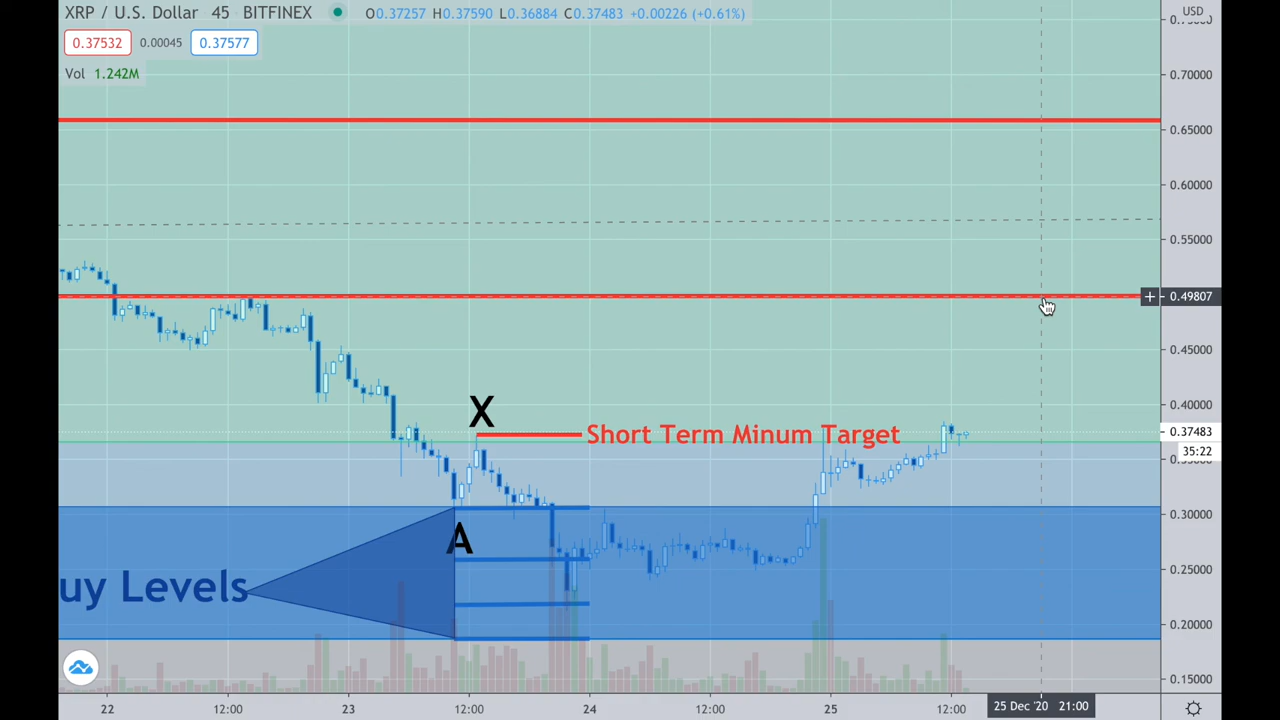 XRP / U.S. Dollar 45 BITFINEX O0.37257 H0.37590 L0.36884 C0.37483 +0.00226 (+0.61%)
USD
0.37532 0.00045 0.37577
Vol 1.242M
0.70000
0.65000
0.60000
0.55000
0.49807
0.45000
0.40000
X
Short Term Minum Target
0.37483
35:22
0.30000
A
0.25000
uy Levels
0.20000
0.15000
22 12:00 23 12:00 24 12:00 25 12:00 25 Dec '20 21:00